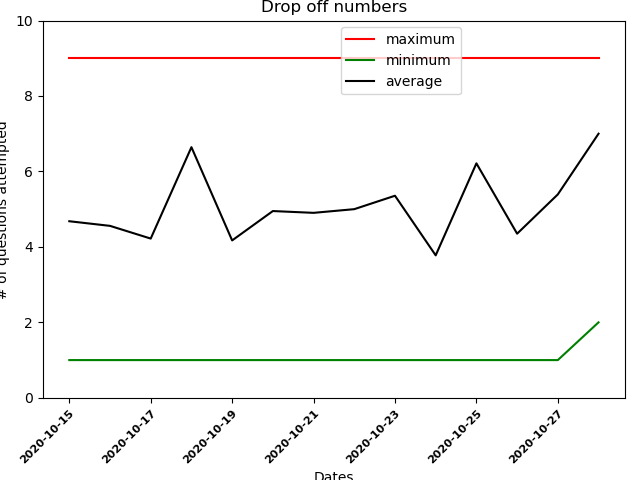 Drop off numbers
maximum
minimum
average
# of questions attempted
10
8
6
4
2
0
2020-10-15
2020-10-17
2020-10-19
2020-10-21
2020-10-23
2020-10-25
2020-10-27
Dates